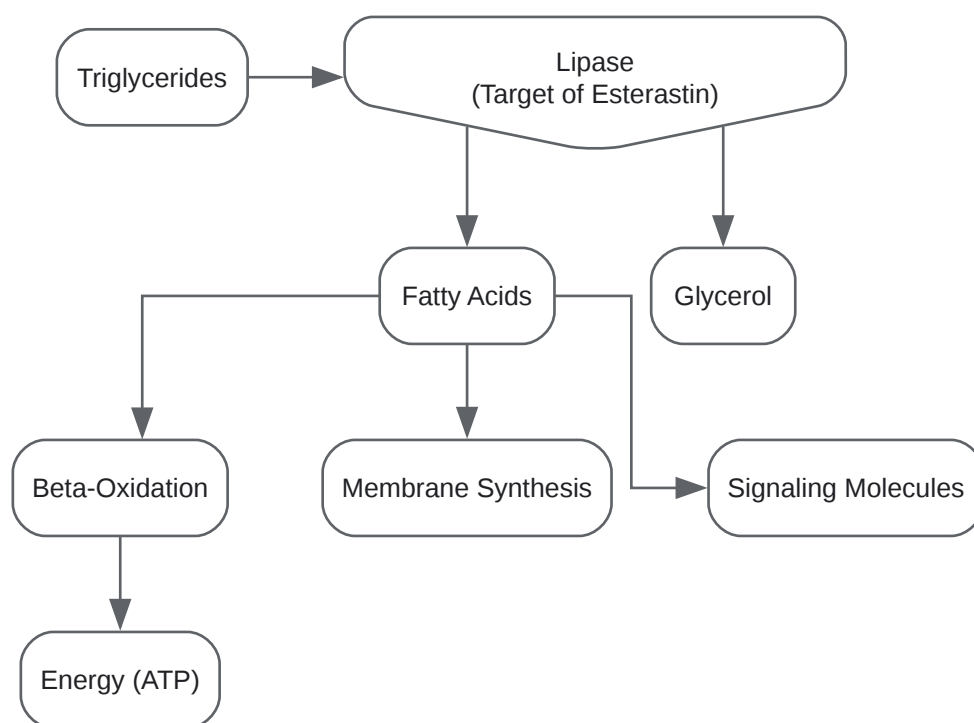 Triglycerides
Lipase
(Target of Esterastin)
Fatty Acids
Glycerol
Beta-Oxidation
Membrane Synthesis
Signaling Molecules
Energy (ATP)